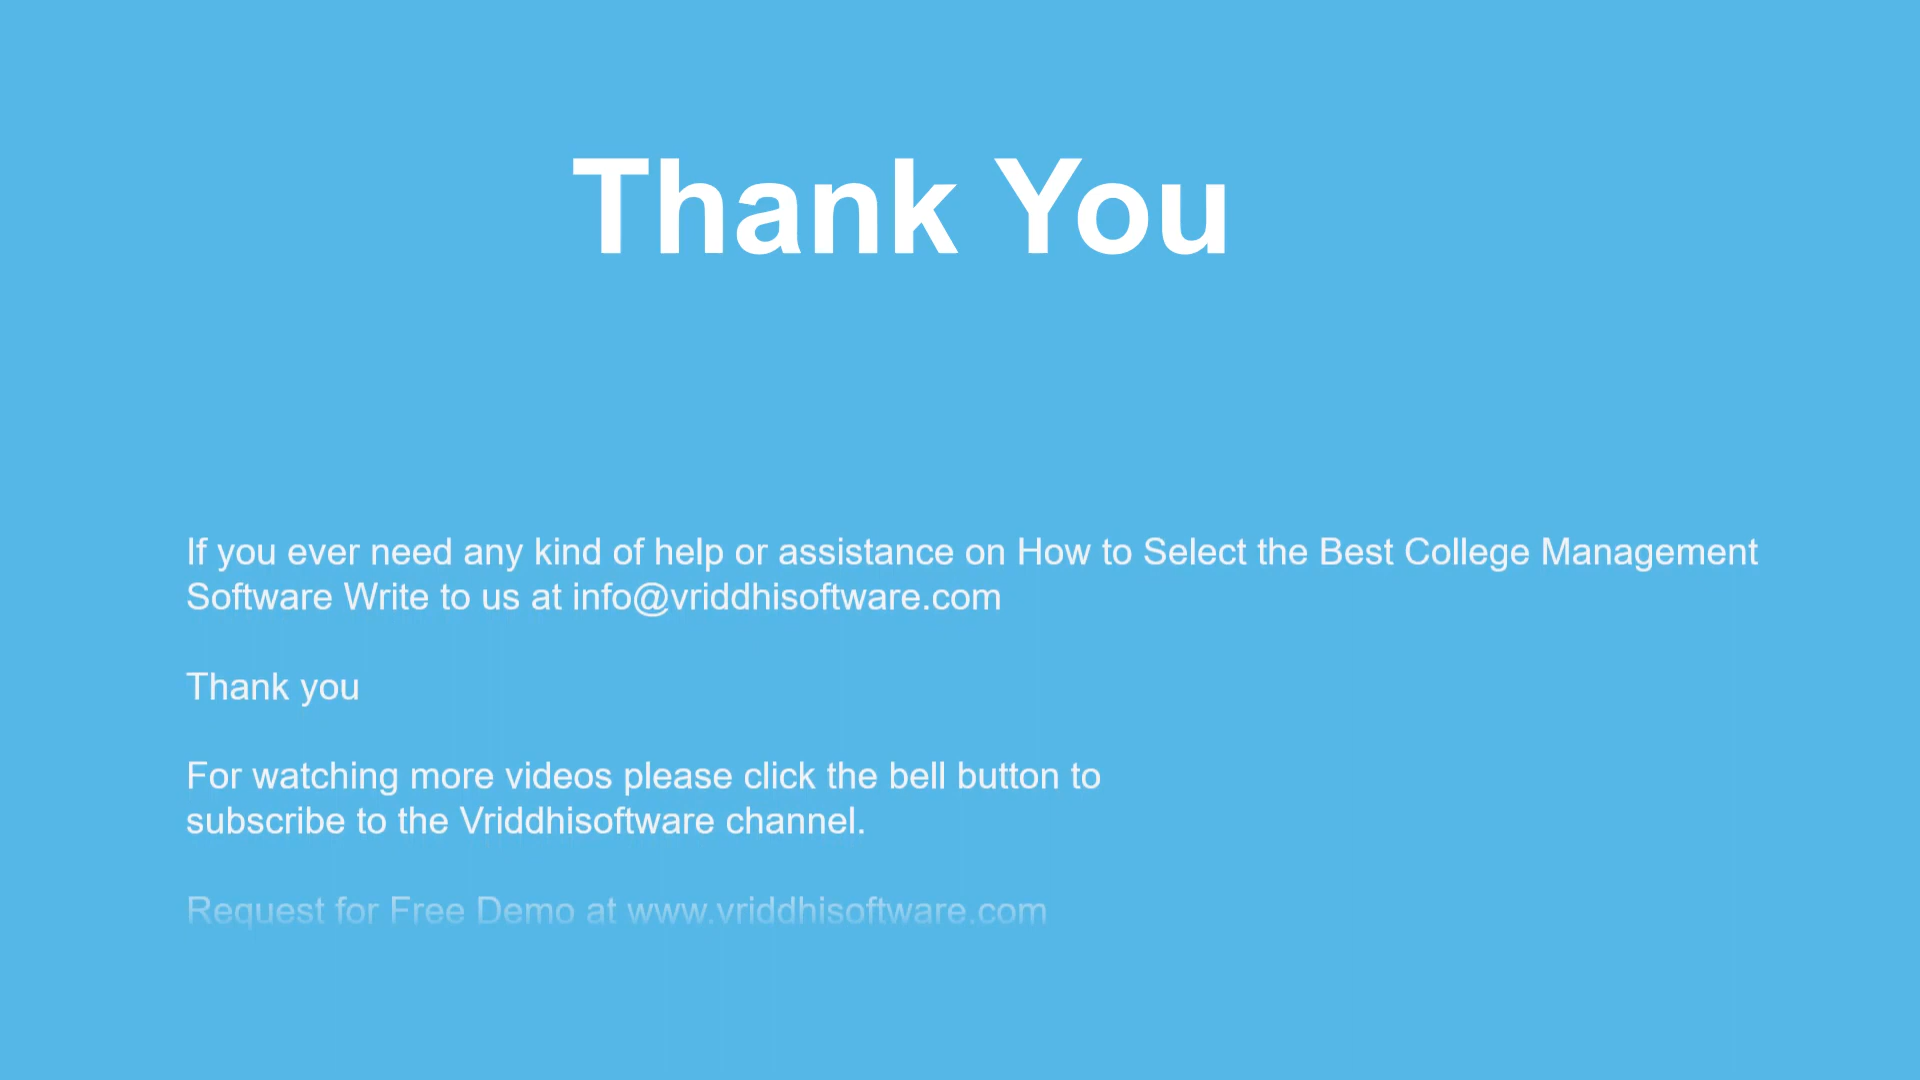 Thank You
If you ever need any kind of help or assistance on How to Select the Best College Management
Software Write to us at info@vriddhisoftware.com
Thank you
For watching more videos please click the bell button to
subscribe to the Vriddhisoftware channel.
Request for Free Demo at www.vriddhisoftware.com